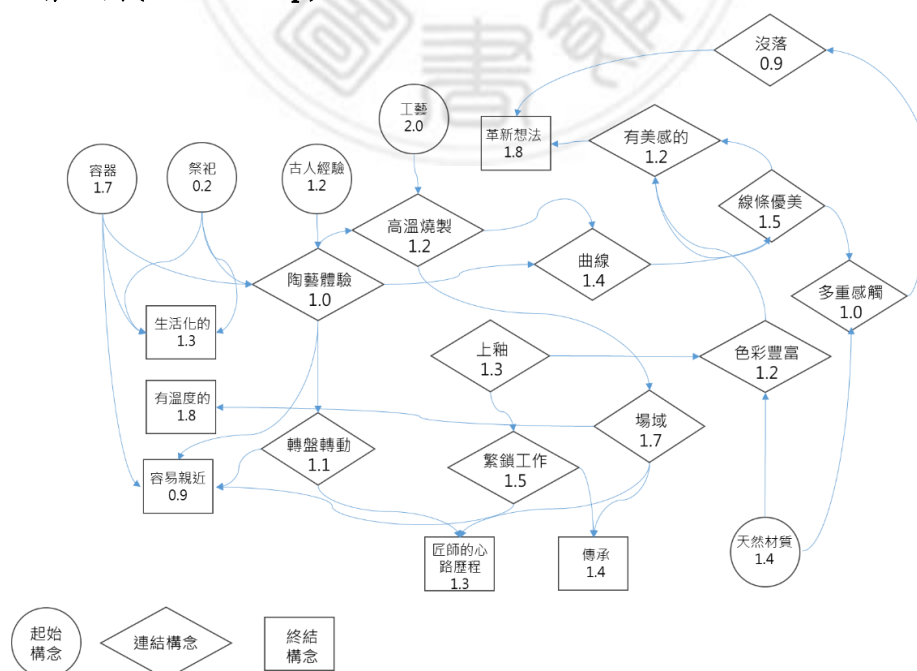 沒落
0.9
工藝
2.0
革新想法
1.8
有美感的
1.2
容器
1.7
祭祀
0.2
古人經驗
1.2
高溫燒製
1.2
線條優美
1.5
曲線
1.4
陶藝體驗
1.0
多重感觸
1.0
生活化的
1.3
上釉
1.3
色彩豐富
1.2
有溫度的
1.8
場域
1.7
轉盤轉動
1.1
繁鎖工作
1.5
容易親近
0.9
匠師的心
路歷程
1.3
傳承
1.4
天然材質
1.4
起始
構念
連結構念
終結
構念